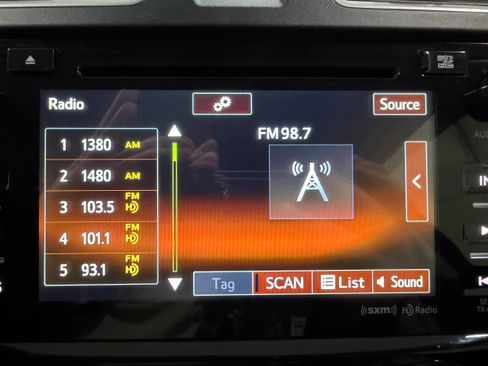 Radio
Source
FM 98.7
1 1380 AM
2 1480 AM
3 103.5 FM HD
4 101.1 FM HD
5 93.1 FM HD
Tag SCAN List Sound
((sxm)) HD Radio